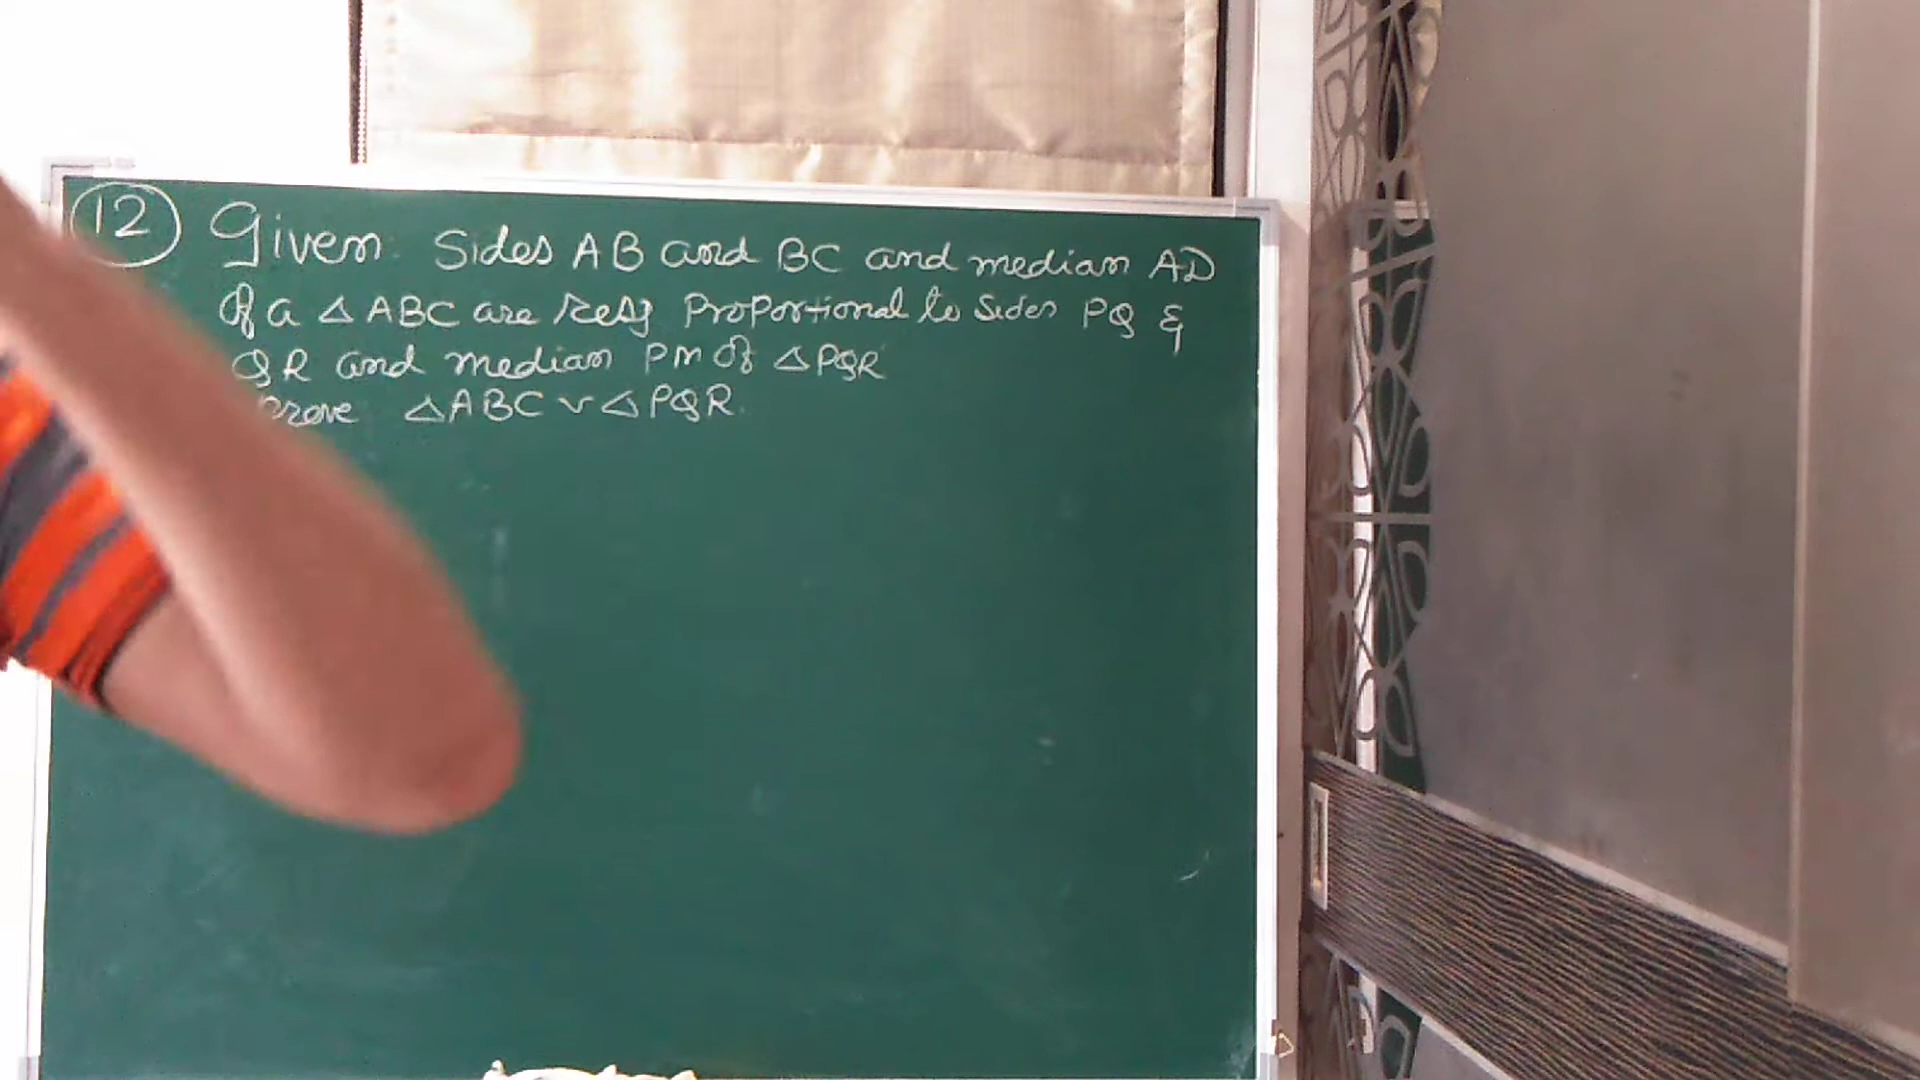 12 Given: Sides AB and BC and median AD
Of a △ ABC are resp Proportional to Sides PQ &
QR and median PM Of △PQR
prove △ABC ~ △PQR.